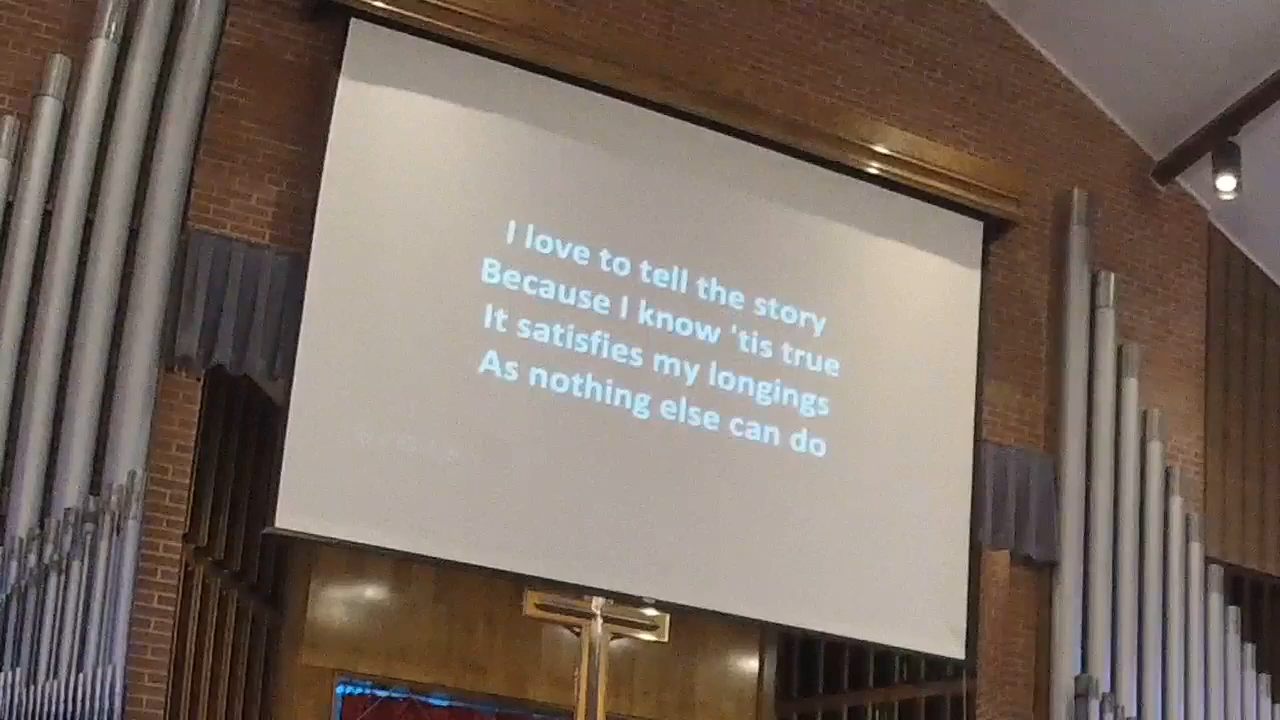 I love to tell the story
Because I know 'tis true
It satisfies my longings
As nothing else can do